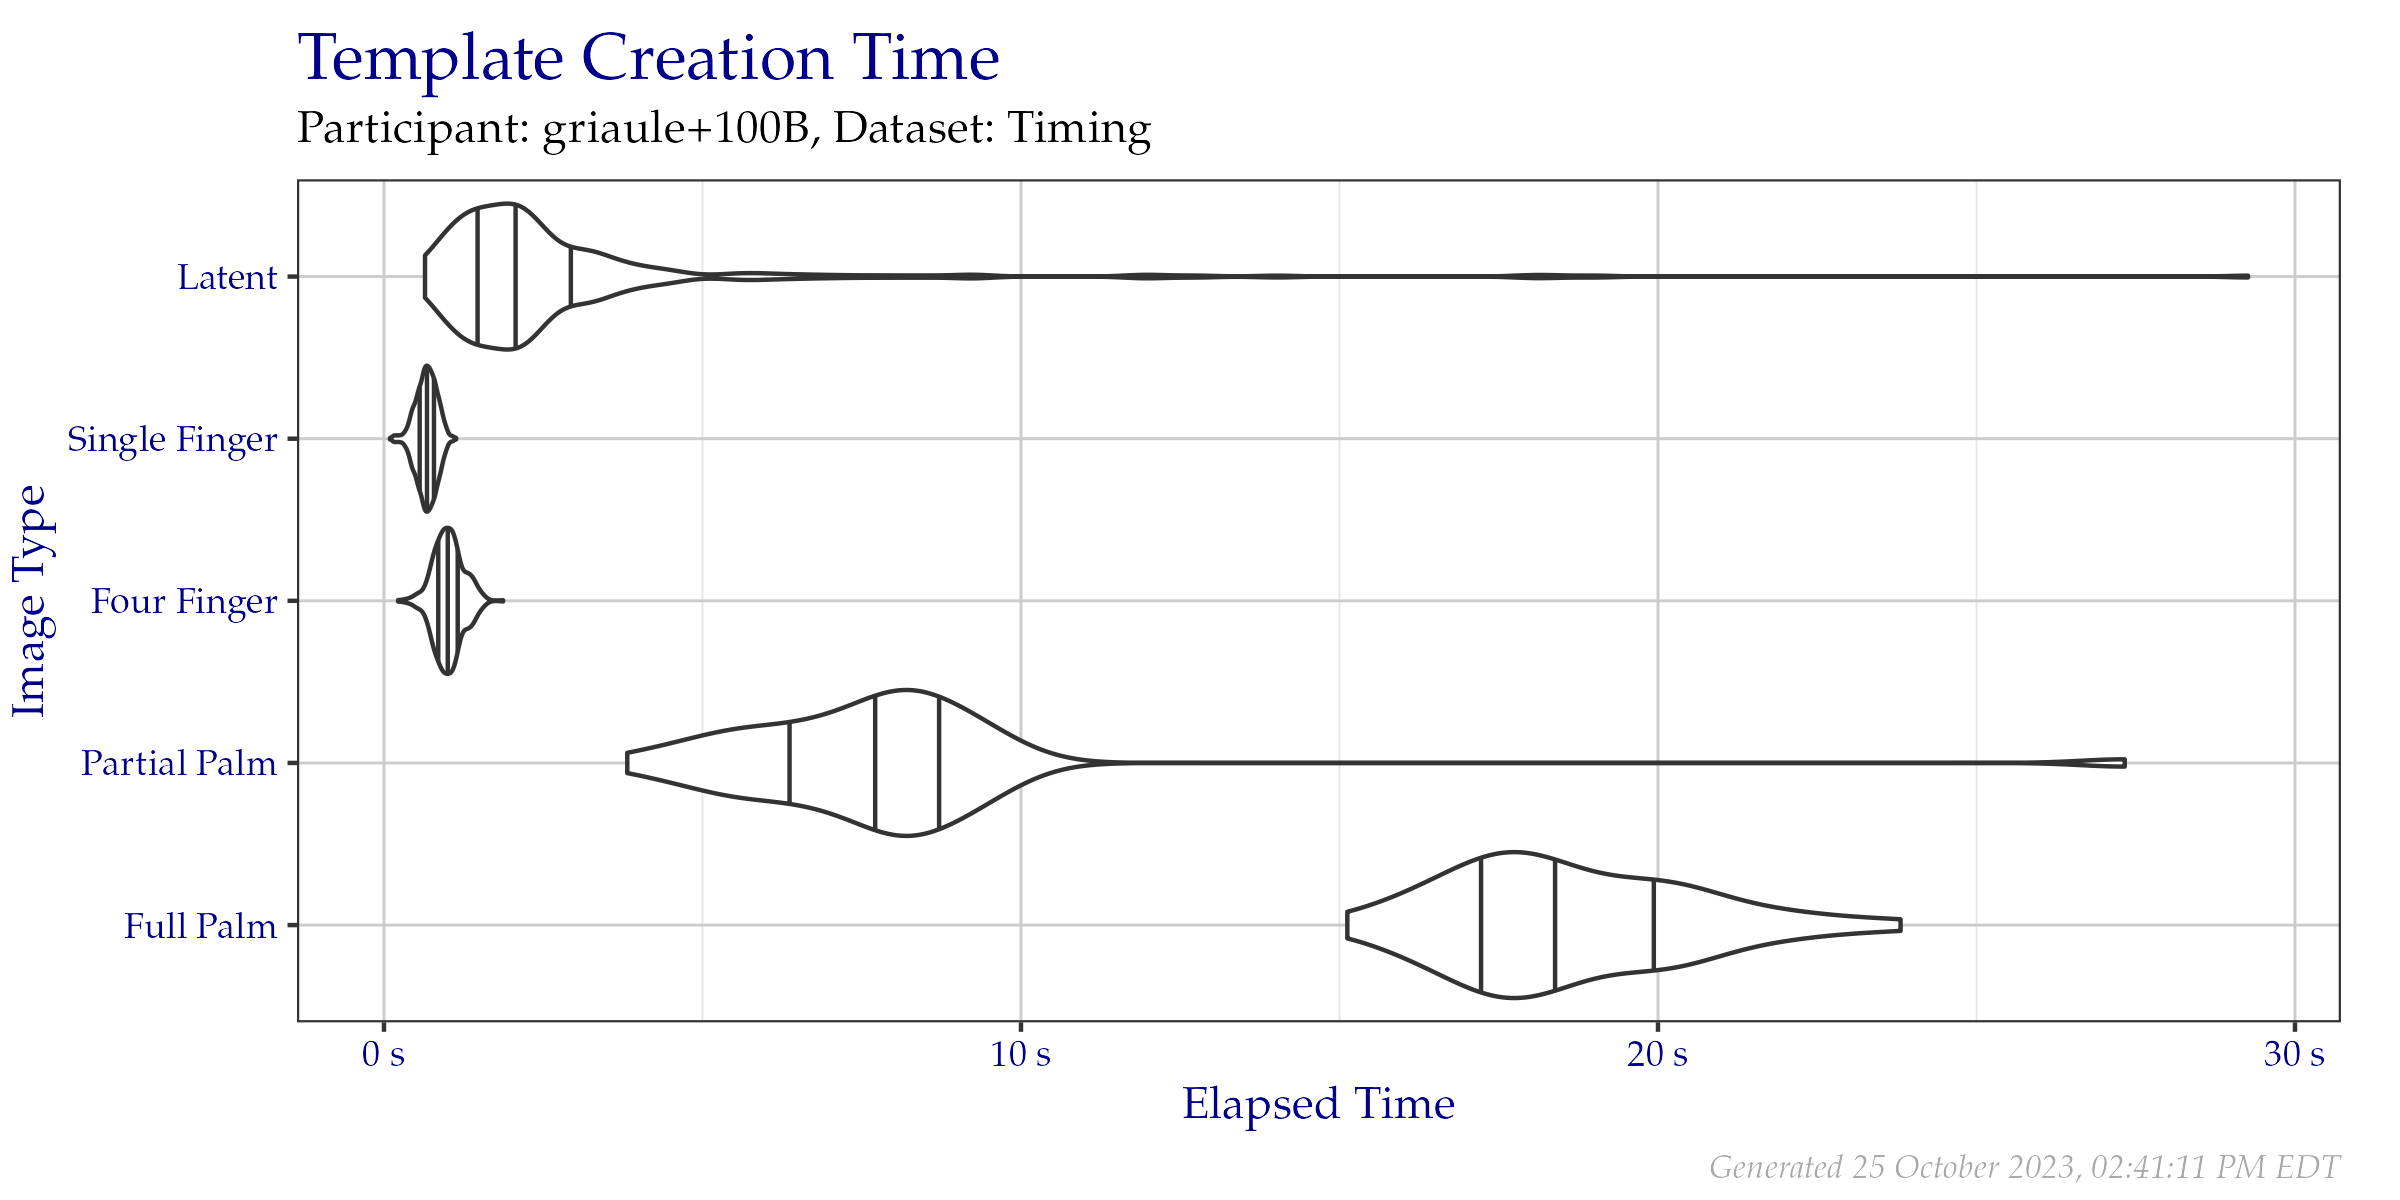 Template Creation Time
Participant: griaule+100B, Dataset: Timing
Image Type
Latent
Single Finger
Four Finger
Partial Palm
Full Palm
0 s 10 s 20 s 30 s
Elapsed Time
Generated 25 October 2023, 02:41:11 PM EDT